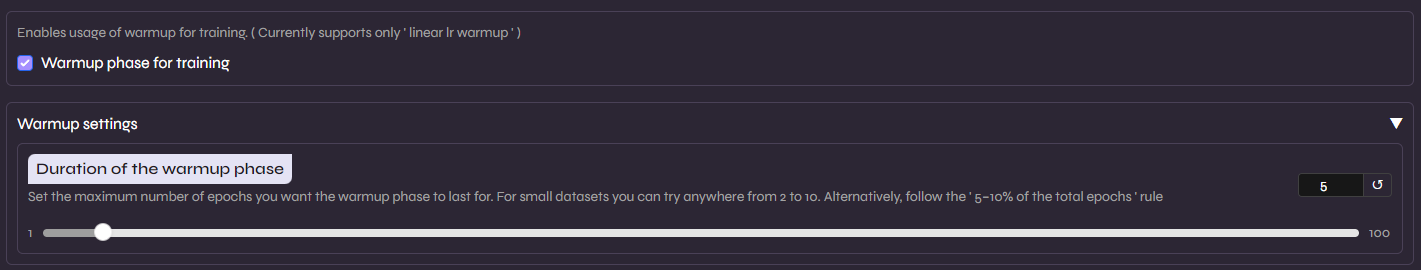 Enables usage of warmup for training. ( Currently supports only ' linear lr warmup ' )
Warmup phase for training
Warmup settings
Duration of the warmup phase
Set the maximum number of epochs you want the warmup phase to last for. For small datasets you can try anywhere from 2 to 10. Alternatively, follow the ' 5-10% of the total epochs ' rule
5
1
100